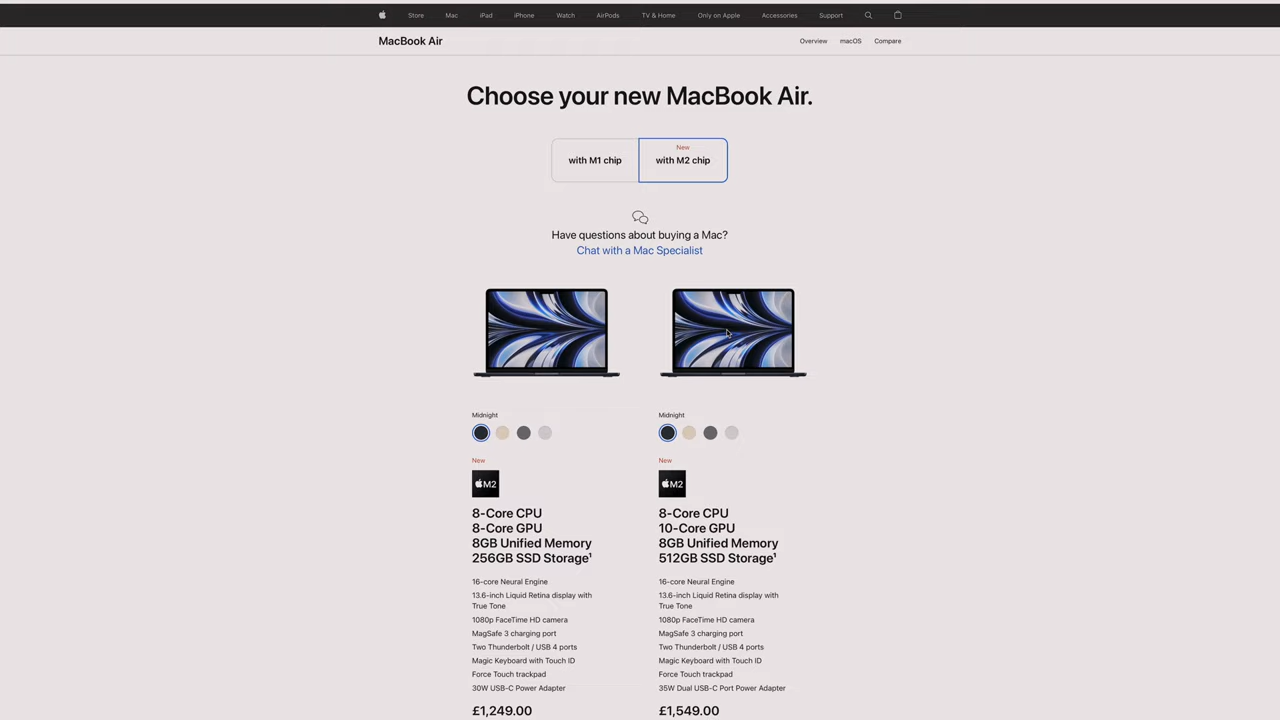 Store Mac iPad iPhone Watch AirPods TV & Home Only on Apple Accessories Support
MacBook Air
Overview macOS Compare
Choose your new MacBook Air.
with M1 chip
New
with M2 chip
Have questions about buying a Mac?
Chat with a Mac Specialist
Midnight
New
M2
8-Core CPU
8-Core GPU
8GB Unified Memory
256GB SSD Storage¹
16-core Neural Engine
13.6-inch Liquid Retina display with
True Tone
1080p FaceTime HD camera
MagSafe 3 charging port
Two Thunderbolt / USB 4 ports
Magic Keyboard with Touch ID
Force Touch trackpad
30W USB-C Power Adapter
£1,249.00
Midnight
New
M2
8-Core CPU
10-Core GPU
8GB Unified Memory
512GB SSD Storage¹
16-core Neural Engine
13.6-inch Liquid Retina display with
True Tone
1080p FaceTime HD camera
MagSafe 3 charging port
Two Thunderbolt / USB 4 ports
Magic Keyboard with Touch ID
Force Touch trackpad
35W Dual USB-C Port Power Adapter
£1,549.00